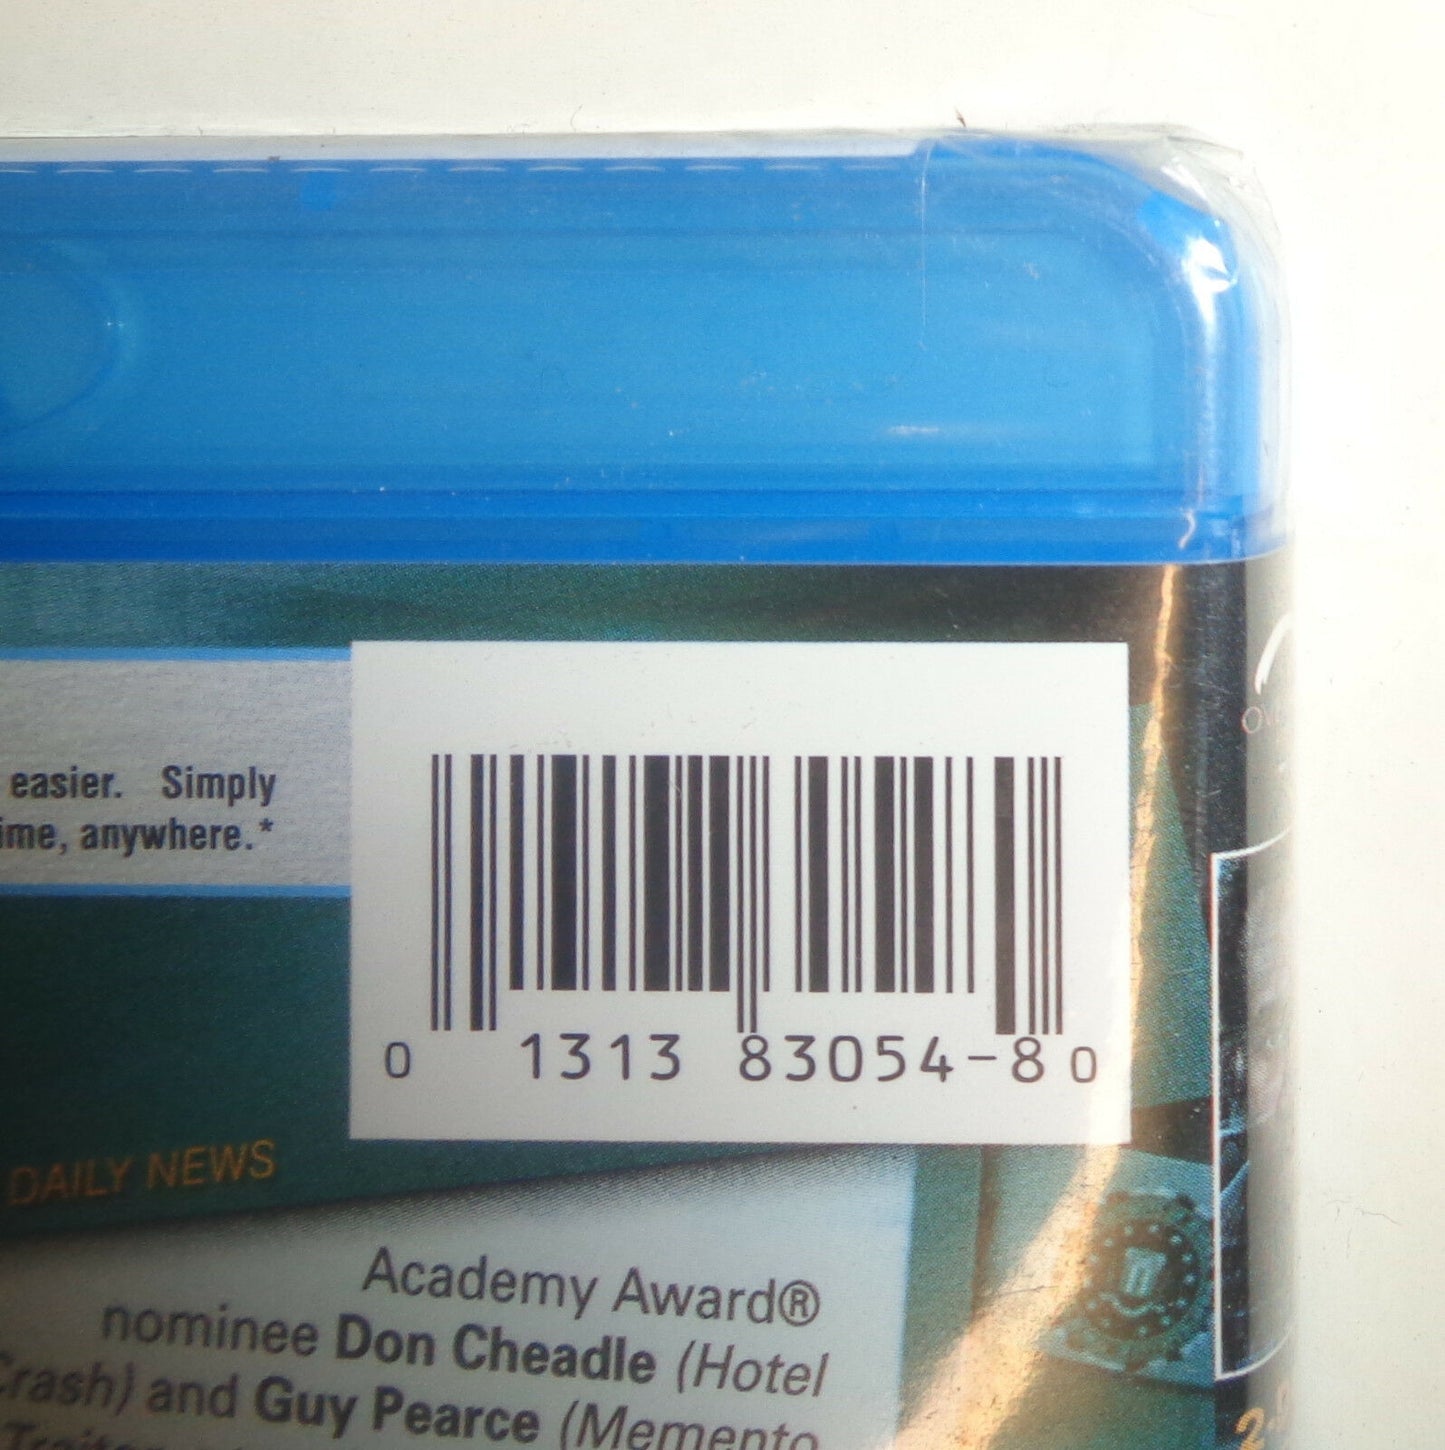 easier. Simply
anywhere.*
0 1313 83054-8 0
DAILY NEWS
Academy Award®
nominee Don Cheadle (Hotel
Crash) and Guy Pearce (Memento
Traitor